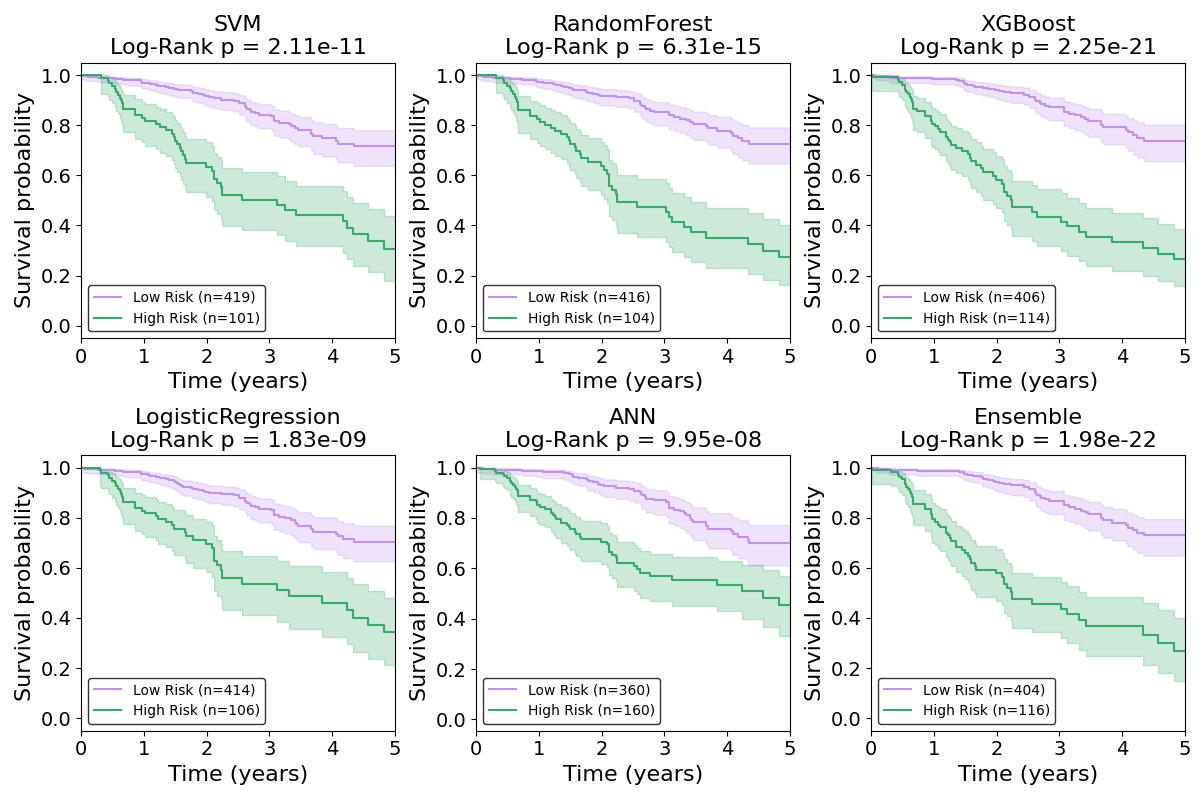 SVM
Log-Rank p = 2.11e-11
Survival probability
1.0
0.8
0.6
0.4
0.2
0.0
Low Risk (n=419)
High Risk (n=101)
0 1 2 3 4 5
Time (years)
RandomForest
Log-Rank p = 6.31e-15
Survival probability
1.0
0.8
0.6
0.4
0.2
0.0
Low Risk (n=416)
High Risk (n=104)
0 1 2 3 4 5
Time (years)
XGBoost
Log-Rank p = 2.25e-21
Survival probability
1.0
0.8
0.6
0.4
0.2
0.0
Low Risk (n=406)
High Risk (n=114)
0 1 2 3 4 5
Time (years)
LogisticRegression
Log-Rank p = 1.83e-09
Survival probability
1.0
0.8
0.6
0.4
0.2
0.0
Low Risk (n=414)
High Risk (n=106)
0 1 2 3 4 5
Time (years)
ANN
Log-Rank p = 9.95e-08
Survival probability
1.0
0.8
0.6
0.4
0.2
0.0
Low Risk (n=360)
High Risk (n=160)
0 1 2 3 4 5
Time (years)
Ensemble
Log-Rank p = 1.98e-22
Survival probability
1.0
0.8
0.6
0.4
0.2
0.0
Low Risk (n=404)
High Risk (n=116)
0 1 2 3 4 5
Time (years)